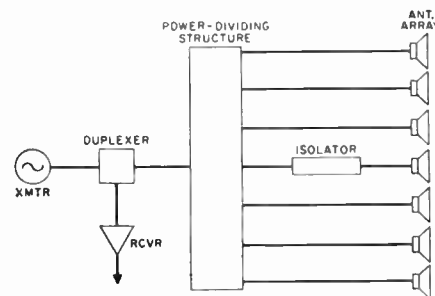 ANT.
ARRAY
POWER-DIVIDING
STRUCTURE
DUPLEXER
ISOLATOR
XMTR
RCVR